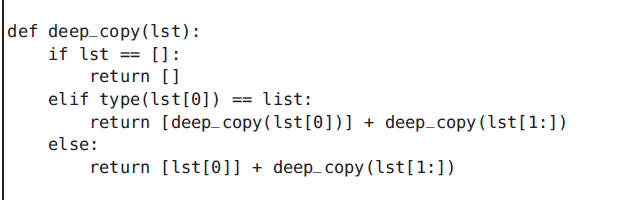 def deep_copy(lst):
    if lst == []:
        return []
    elif type(lst[0]) == list:
        return [deep_copy(lst[0])] + deep_copy(lst[1:])
    else:
        return [lst[0]] + deep_copy(lst[1:])